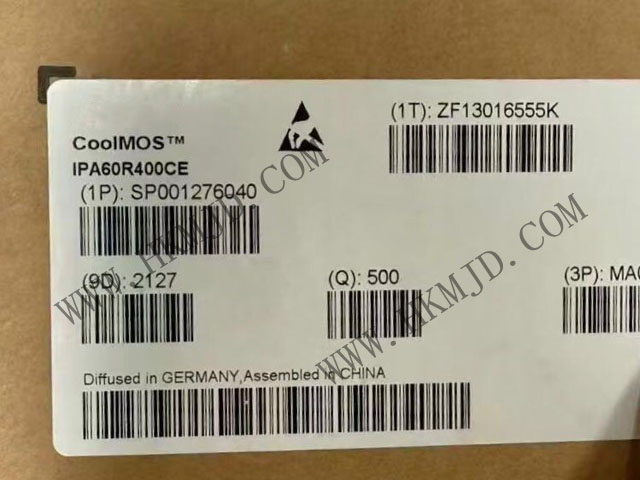 (1T): ZF13016555K
CoolMOS™
IPA60R400CE
(1P): SP001276040
(9D): 2127
(Q): 500
(3P): MA0
Diffused in GERMANY,Assembled in CHINA
WWW.HKMJD.COM
WWW.HKMJD.COM